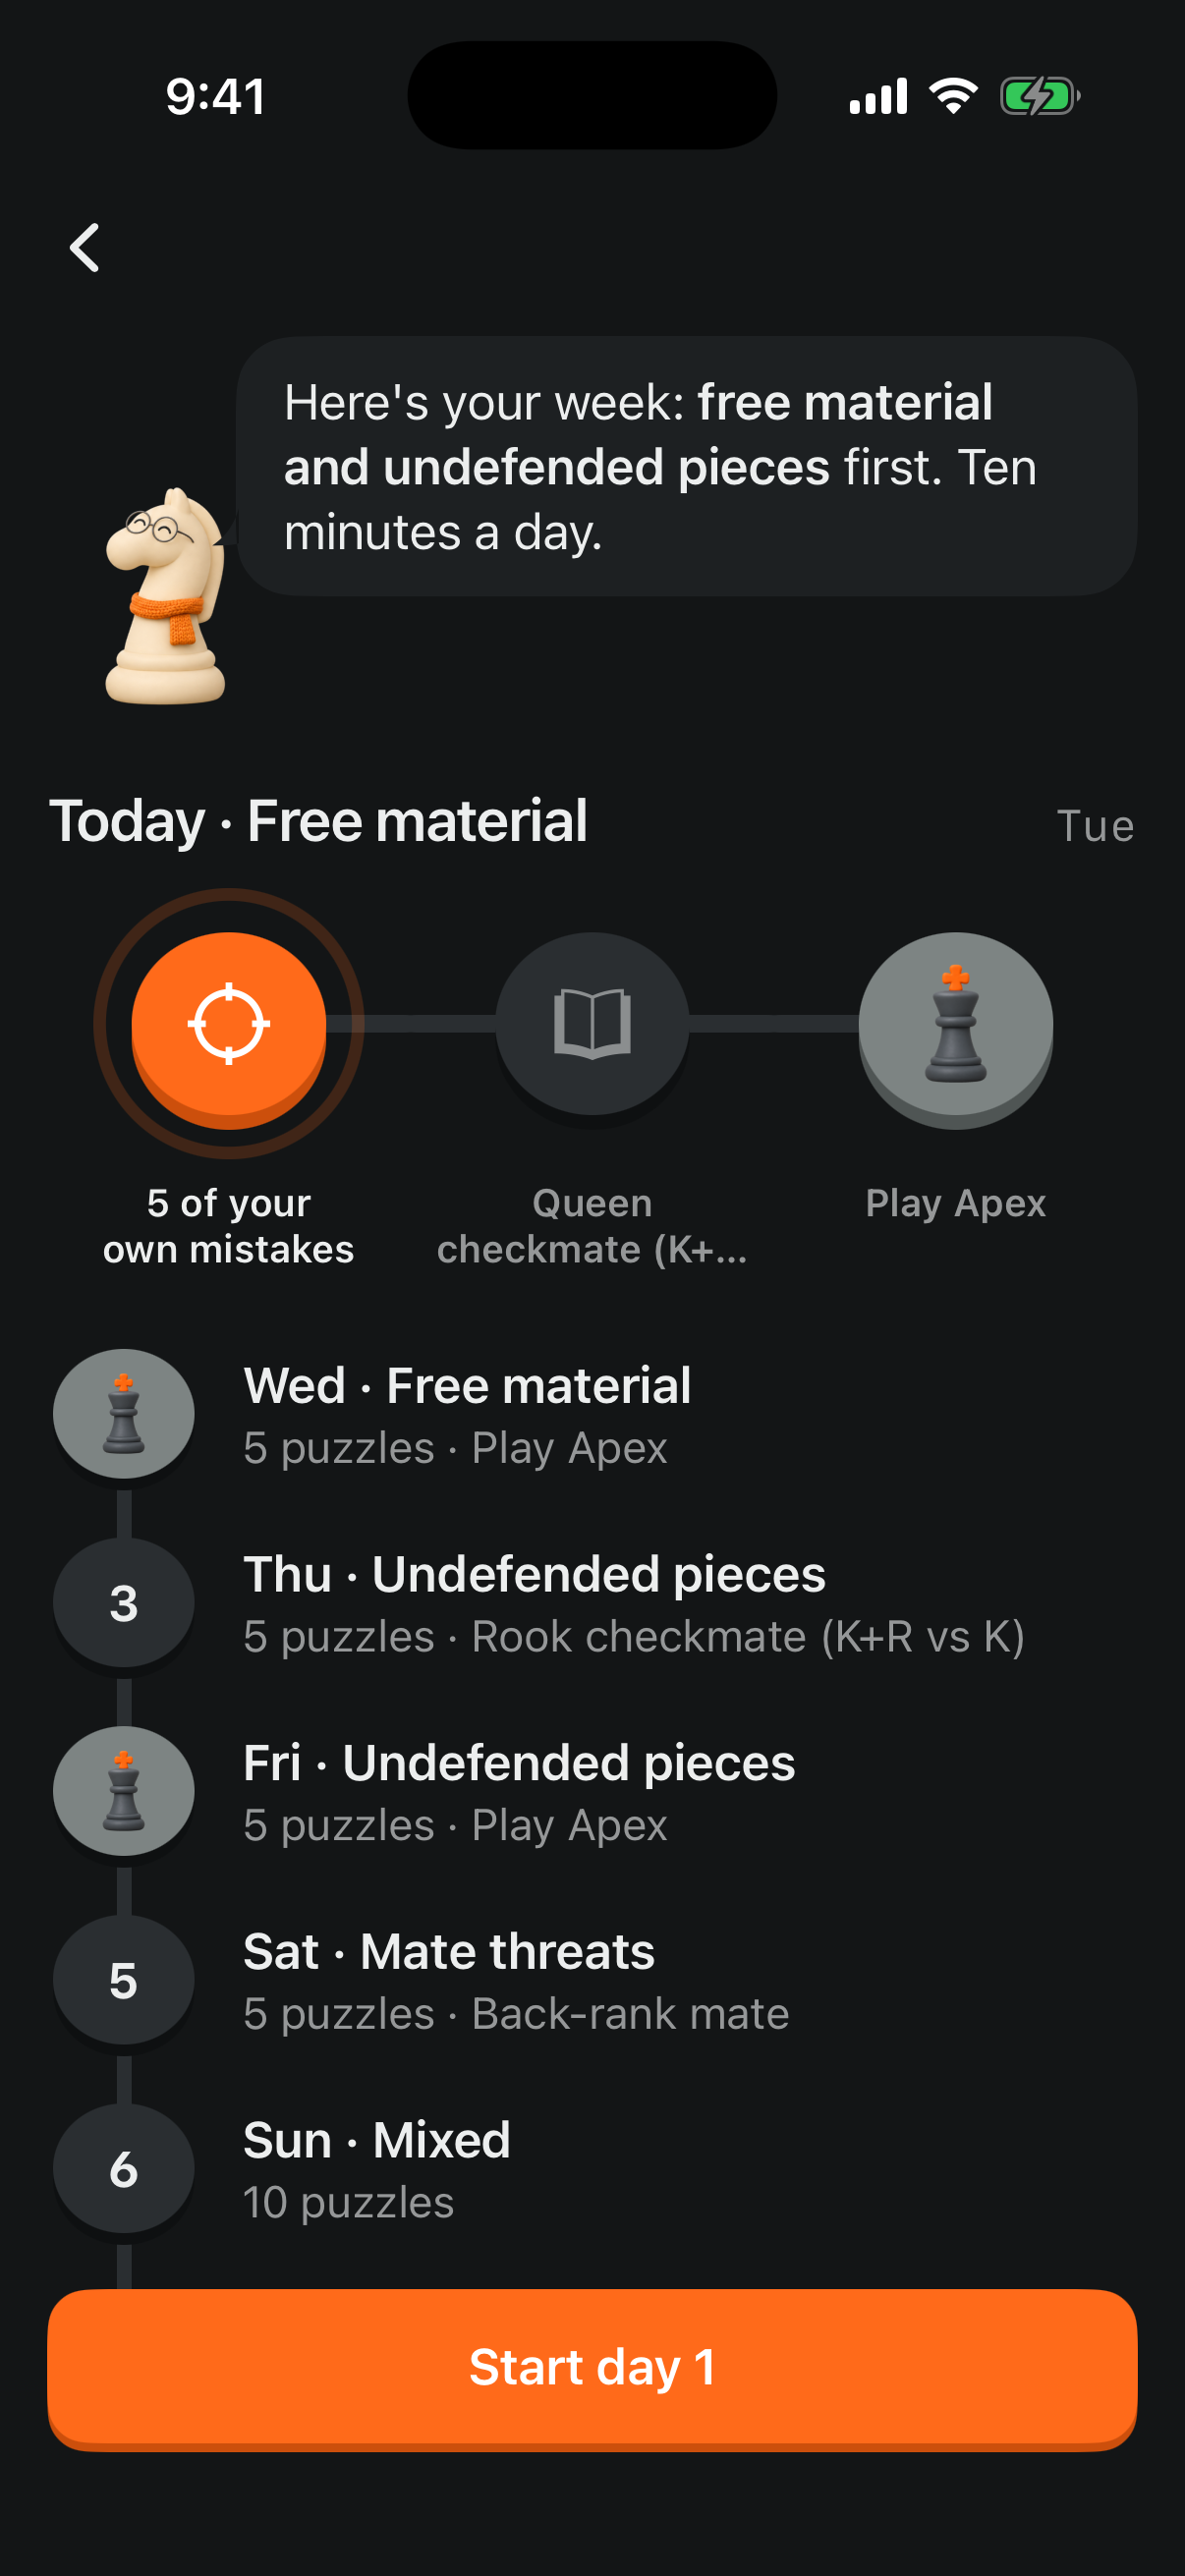 9:41
Here's your week: free material
and undefended pieces first. Ten
minutes a day.
Today · Free material
Tue
5 of your
own mistakes
Queen
checkmate (K+...
Play Apex
Wed · Free material
5 puzzles · Play Apex
3
Thu · Undefended pieces
5 puzzles · Rook checkmate (K+R vs K)
Fri · Undefended pieces
5 puzzles · Play Apex
5
Sat · Mate threats
5 puzzles · Back-rank mate
6
Sun · Mixed
10 puzzles
Start day 1